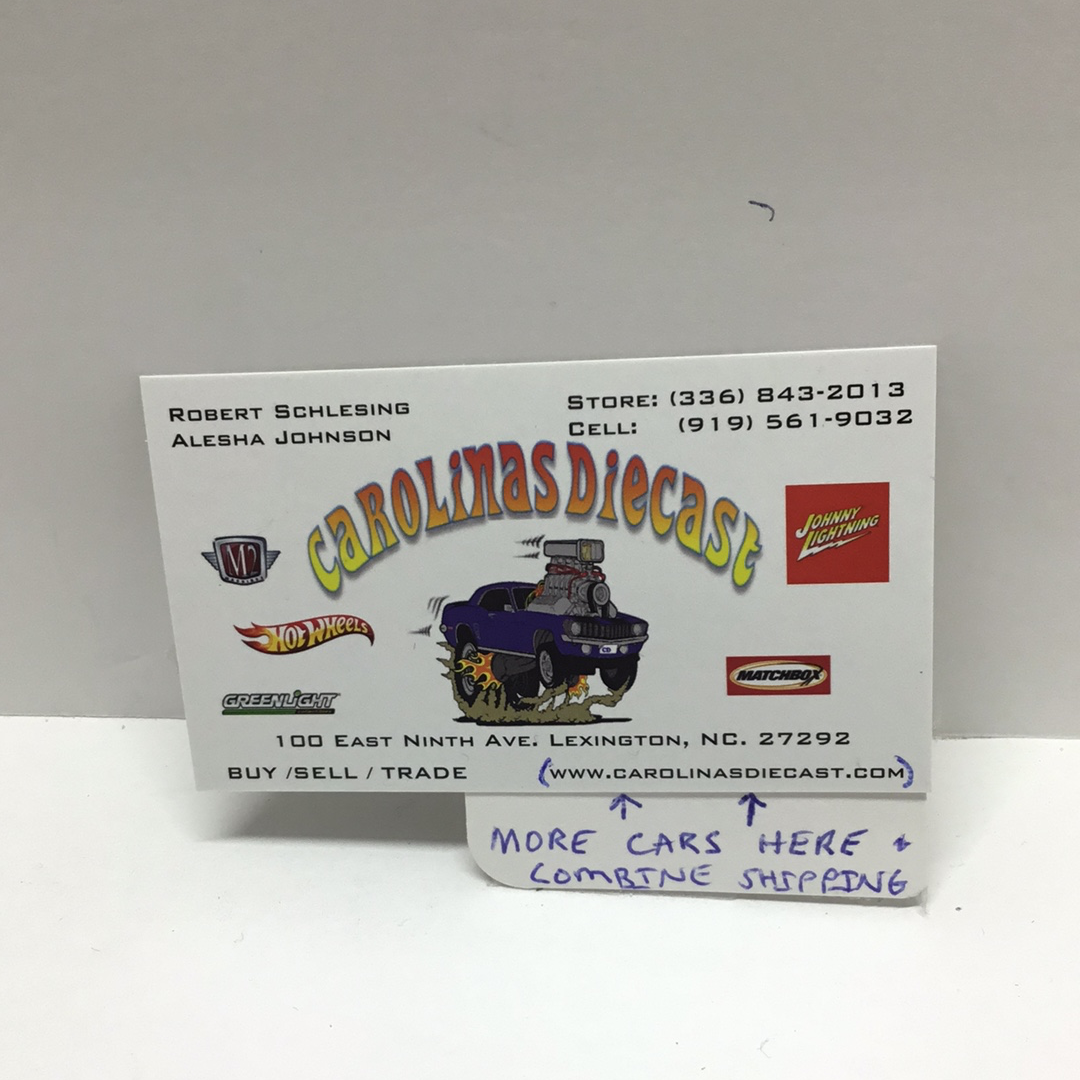 ROBERT SCHLESING
ALESHA JOHNSON
STORE: (336) 843-2013
CELL: (919) 561-9032
CAROLINAS DIECAST
M2
JOHNNY
LIGHTNING
HOT WHEELS
MATCHBOX
GREENLIGHT
CD
100 EAST NINTH AVE. LEXINGTON, NC. 27292
BUY /SELL / TRADE
(WWW.CAROLINASDIECAST.COM)
MORE CARS HERE +
COMBINE SHIPPING